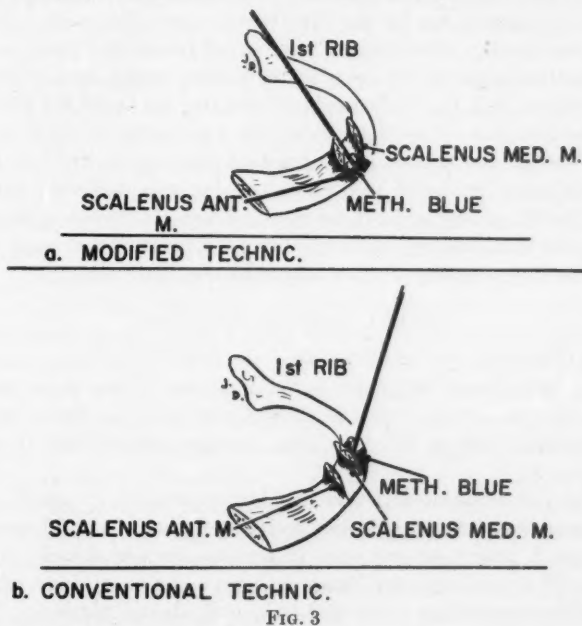 1ST RIB
J.D.
SCALENUS MED. M.
SCALENUS ANT.
M.
METH. BLUE
a. MODIFIED TECHNIC.
1ST RIB
J.D.
METH. BLUE
SCALENUS ANT. M.
SCALENUS MED. M.
b. CONVENTIONAL TECHNIC.
FIG. 3